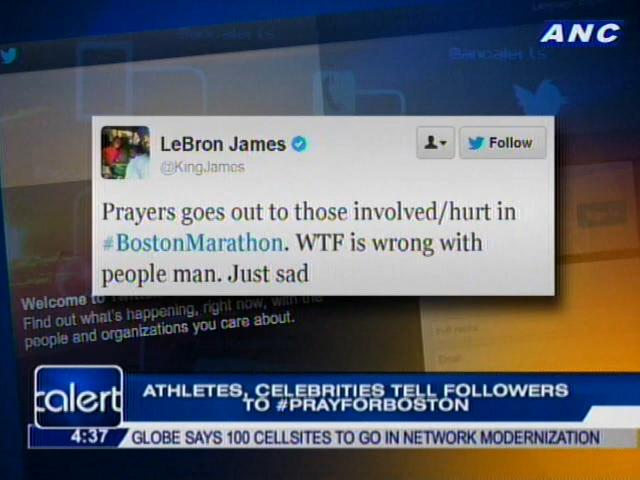 ANC
LeBron James
@KingJames
Follow
Prayers goes out to those involved/hurt in
#BostonMarathon. WTF is wrong with
people man. Just sad
Welcome to
Find out what's happening, right now, with the
people and organizations you care about.
alert
ATHLETES, CELEBRITIES TELL FOLLOWERS
TO #PRAYFORBOSTON
4:37 GLOBE SAYS 100 CELLSITES TO GO IN NETWORK MODERNIZATION